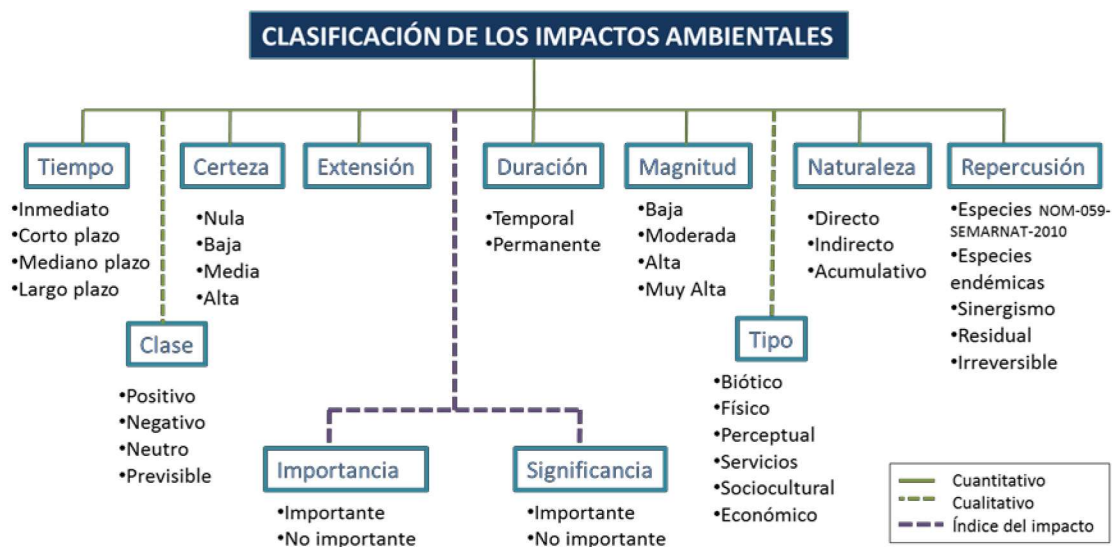 CLASIFICACIÓN DE LOS IMPACTOS AMBIENTALES
Tiempo
•Inmediato
•Corto plazo
•Mediano plazo
•Largo plazo
Certeza
•Nula
•Baja
•Media
•Alta
Extensión
Duración
•Temporal
•Permanente
Magnitud
•Baja
•Moderada
•Alta
•Muy Alta
Naturaleza
•Directo
•Indirecto
•Acumulativo
Repercusión
•Especies NOM-059-
SEMARNAT-2010
•Especies
endémicas
•Sinergismo
•Residual
•Irreversible
Clase
•Positivo
•Negativo
•Neutro
•Previsible
Importancia
•Importante
•No importante
Significancia
•Importante
•No importante
Tipo
•Biótico
•Físico
•Perceptual
•Servicios
•Sociocultural
•Económico
Cuantitativo
Cualitativo
Índice del impacto